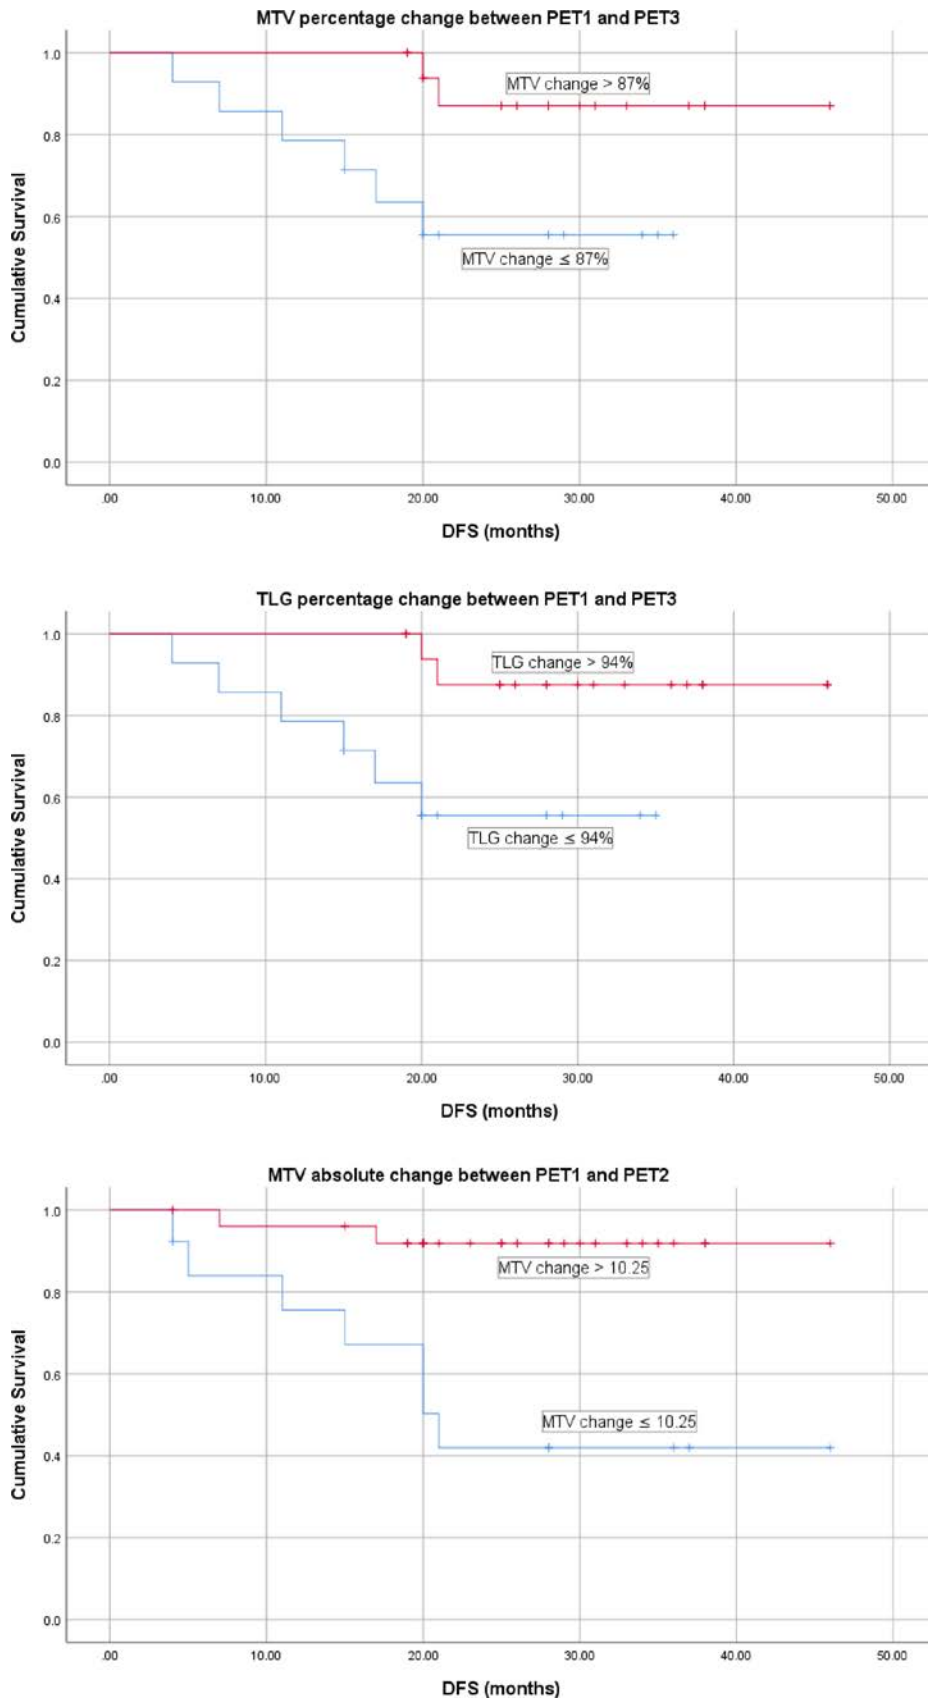 MTV percentage change between PET1 and PET3
1.0
MTV change > 87%
0.8
Cumulative Survival
0.6
MTV change ≤ 87%
0.4
0.2
0.0
.00 10.00 20.00 30.00 40.00 50.00
DFS (months)
TLG percentage change between PET1 and PET3
1.0
TLG change > 94%
0.8
Cumulative Survival
0.6
TLG change ≤ 94%
0.4
0.2
0.0
.00 10.00 20.00 30.00 40.00 50.00
DFS (months)
MTV absolute change between PET1 and PET2
1.0
MTV change > 10.25
0.8
Cumulative Survival
0.6
MTV change ≤ 10.25
0.4
0.2
0.0
.00 10.00 20.00 30.00 40.00 50.00
DFS (months)